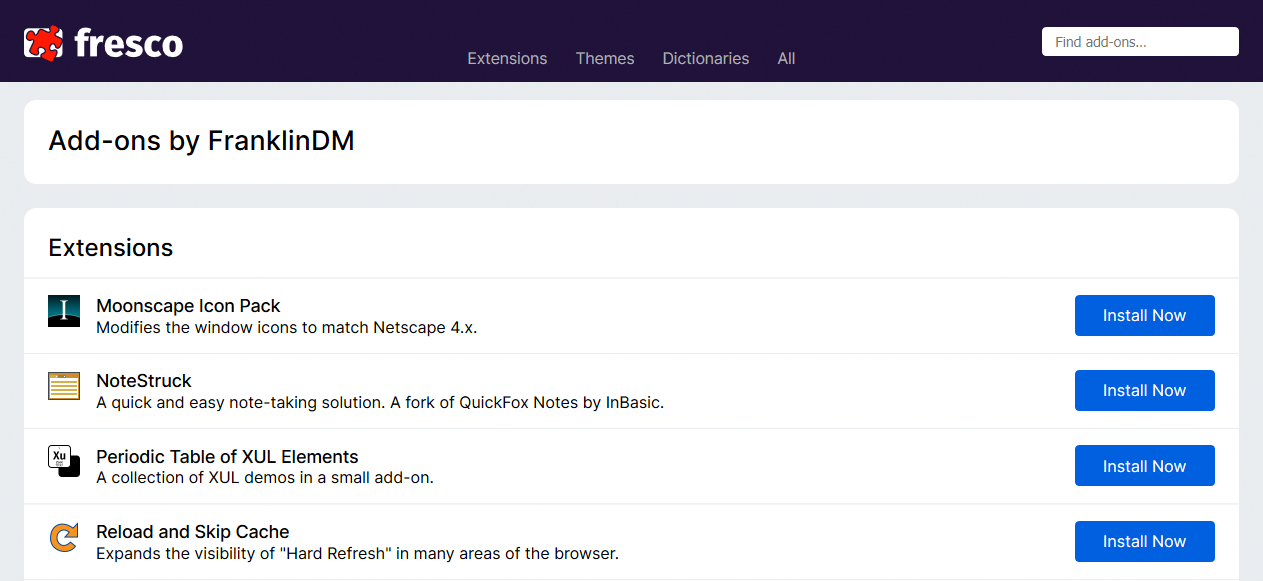 fresco
Extensions Themes Dictionaries All
Find add-ons...
Add-ons by FranklinDM
Extensions
Moonscape Icon Pack
Modifies the window icons to match Netscape 4.x.
Install Now
NoteStruck
A quick and easy note-taking solution. A fork of QuickFox Notes by InBasic.
Install Now
Xu
Periodic Table of XUL Elements
A collection of XUL demos in a small add-on.
Install Now
Reload and Skip Cache
Expands the visibility of "Hard Refresh" in many areas of the browser.
Install Now